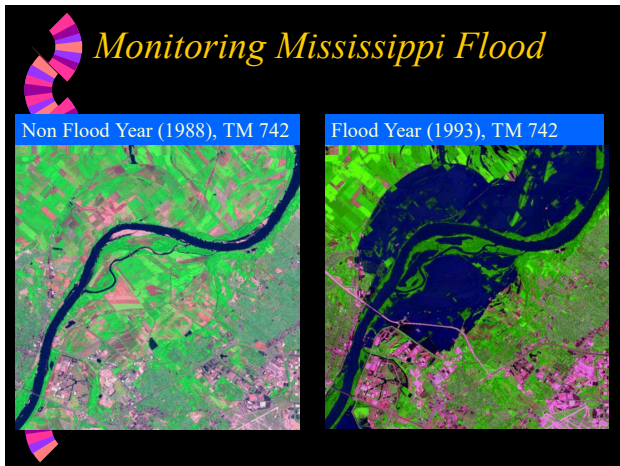 Monitoring Mississippi Flood
Non Flood Year (1988), TM 742
Flood Year (1993), TM 742